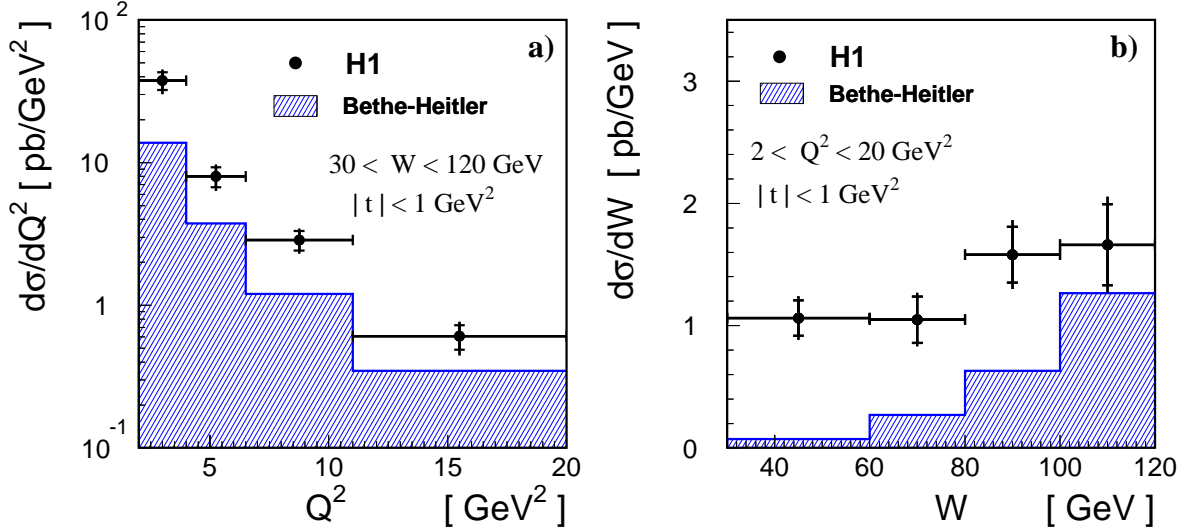 a)
H1
Bethe-Heitler
30 < W < 120 GeV
| t | < 1 GeV²
dσ/dQ² [ pb/GeV² ]
10²
10
1
10⁻¹
5 10 15 20
Q² [ GeV² ]
b)
H1
Bethe-Heitler
2 < Q² < 20 GeV²
| t | < 1 GeV²
dσ/dW [ pb/GeV ]
3
2
1
0
40 60 80 100 120
W [ GeV ]